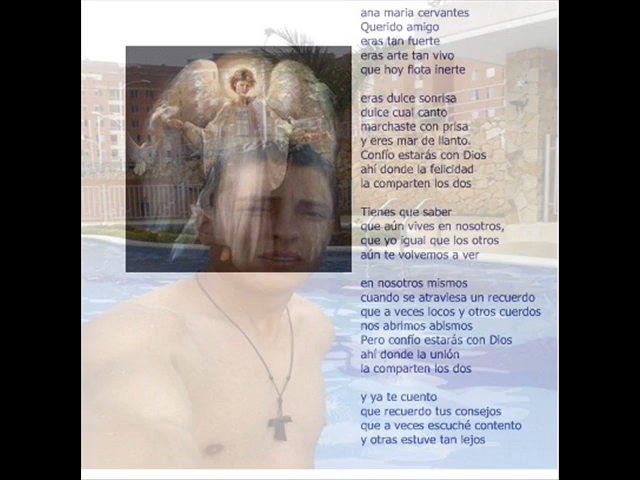 ana maria cervantes
Querido amigo
eras tan fuerte
eras arte tan vivo
que hoy flota inerte
eras dulce sonrisa
dulce cual canto
marchaste con prisa
y eres mar de llanto.
Confío estarás con Dios
ahí donde la felicidad
la comparten los dos
Tienes que saber
que aún vives en nosotros,
que yo igual que los otros
aún te volvemos a ver
en nosotros mismos
cuando se atraviesa un recuerdo
que a veces locos y otros cuerdos
nos abrimos abismos
Pero confío estarás con Dios
ahí donde la unión
la comparten los dos
y ya te cuento
que recuerdo tus consejos
que a veces escuché contento
y otras estuve tan lejos